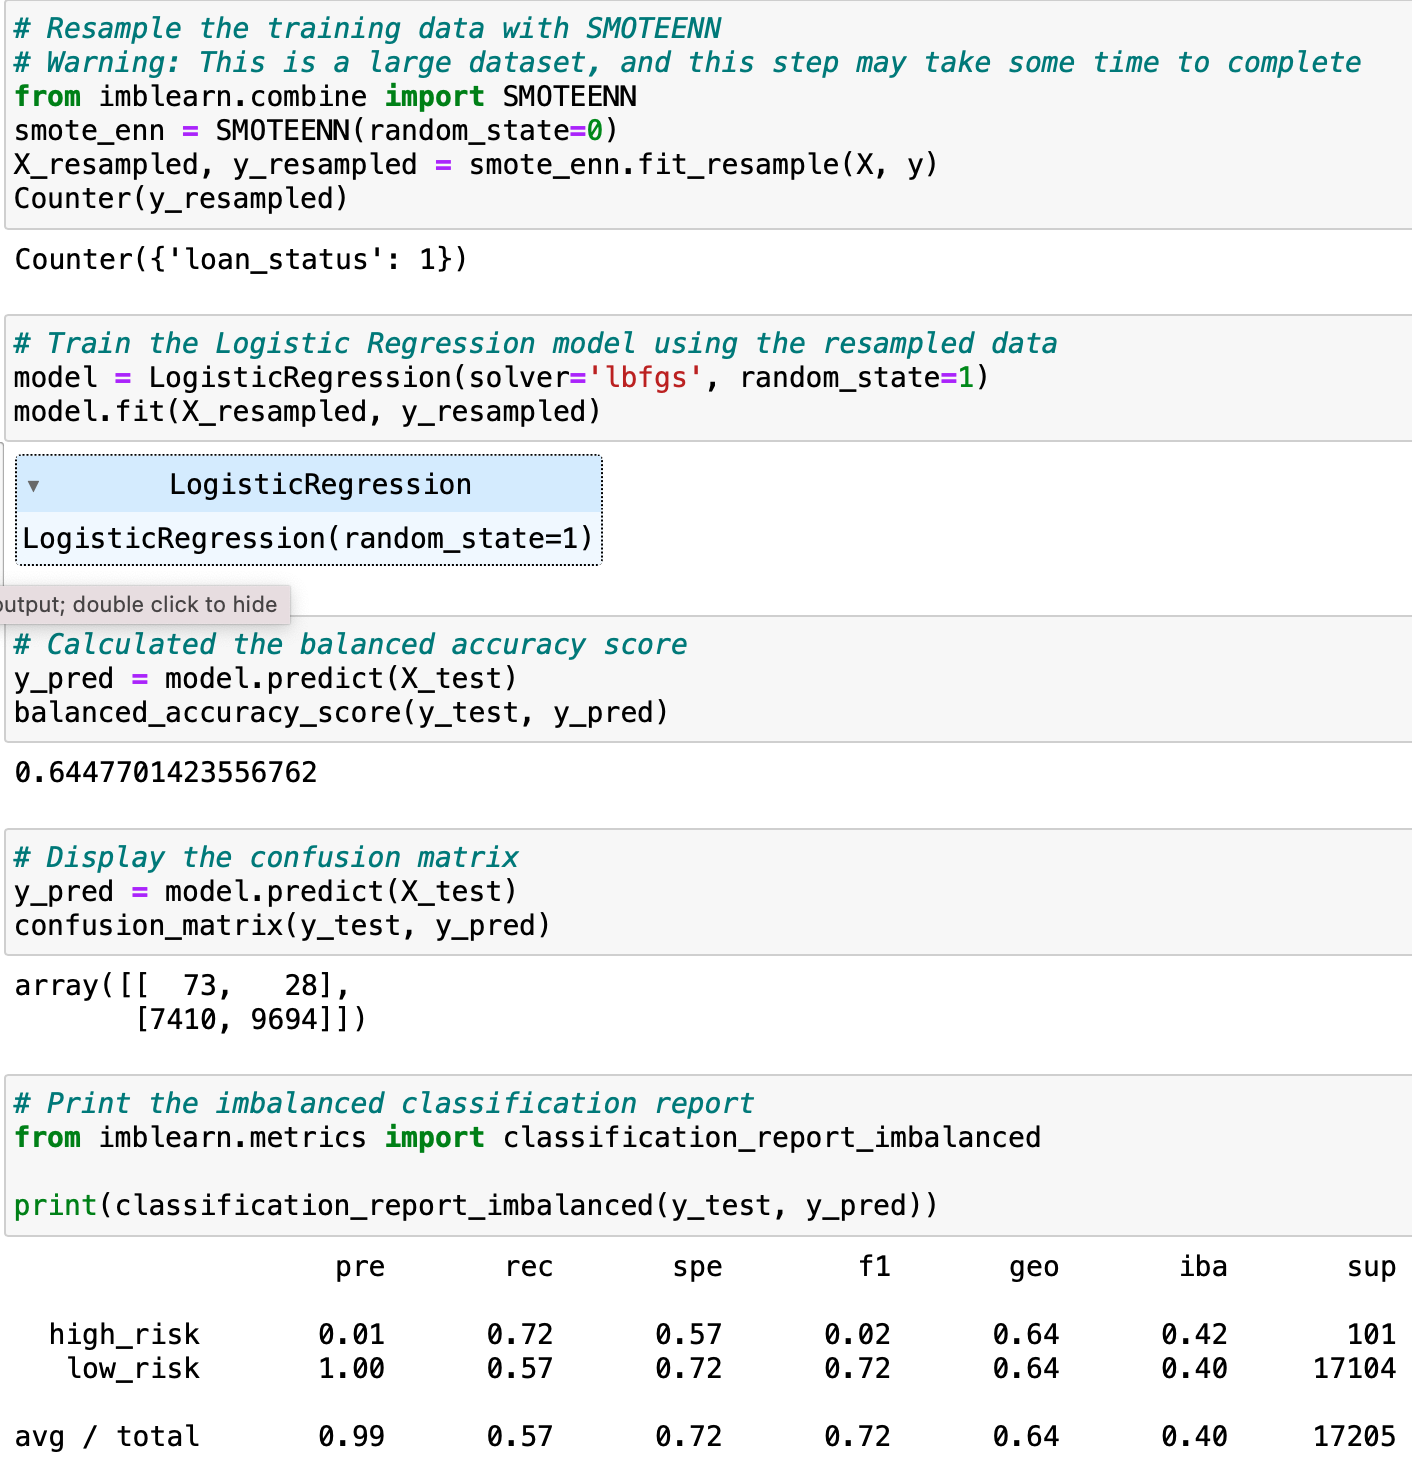 # Resample the training data with SMOTEENN
# Warning: This is a large dataset, and this step may take some time to complete
from imblearn.combine import SMOTEENN
smote_enn = SMOTEENN(random_state=0)
X_resampled, y_resampled = smote_enn.fit_resample(X, y)
Counter(y_resampled)
Counter({'loan_status': 1})
# Train the Logistic Regression model using the resampled data
model = LogisticRegression(solver='lbfgs', random_state=1)
model.fit(X_resampled, y_resampled)
▼ LogisticRegression
LogisticRegression(random_state=1)
output; double click to hide
# Calculated the balanced accuracy score
y_pred = model.predict(X_test)
balanced_accuracy_score(y_test, y_pred)
0.6447701423556762
# Display the confusion matrix
y_pred = model.predict(X_test)
confusion_matrix(y_test, y_pred)
array([[  73,   28],
       [7410, 9694]])
# Print the imbalanced classification report
from imblearn.metrics import classification_report_imbalanced
print(classification_report_imbalanced(y_test, y_pred))
pre rec spe f1 geo iba sup
high_risk 0.01 0.72 0.57 0.02 0.64 0.42 101
low_risk 1.00 0.57 0.72 0.72 0.64 0.40 17104
avg / total 0.99 0.57 0.72 0.72 0.64 0.40 17205